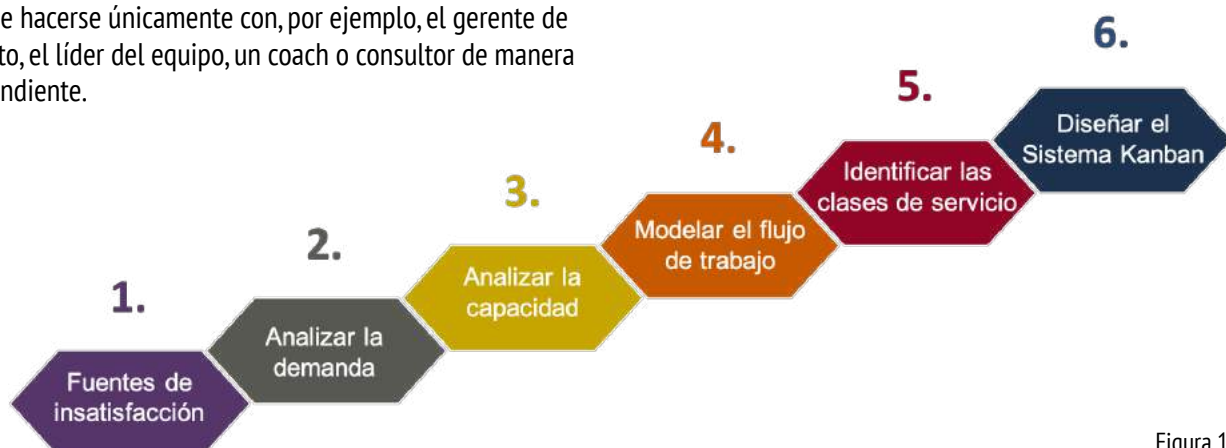 e hacerse únicamente con, por ejemplo, el gerente de
to, el líder del equipo, un coach o consultor de manera
ndiente.
1.
Fuentes de
insatisfacción
2.
Analizar la
demanda
3.
Analizar la
capacidad
4.
Modelar el flujo
de trabajo
5.
Identificar las
clases de servicio
6.
Diseñar el
Sistema Kanban
Figura 1